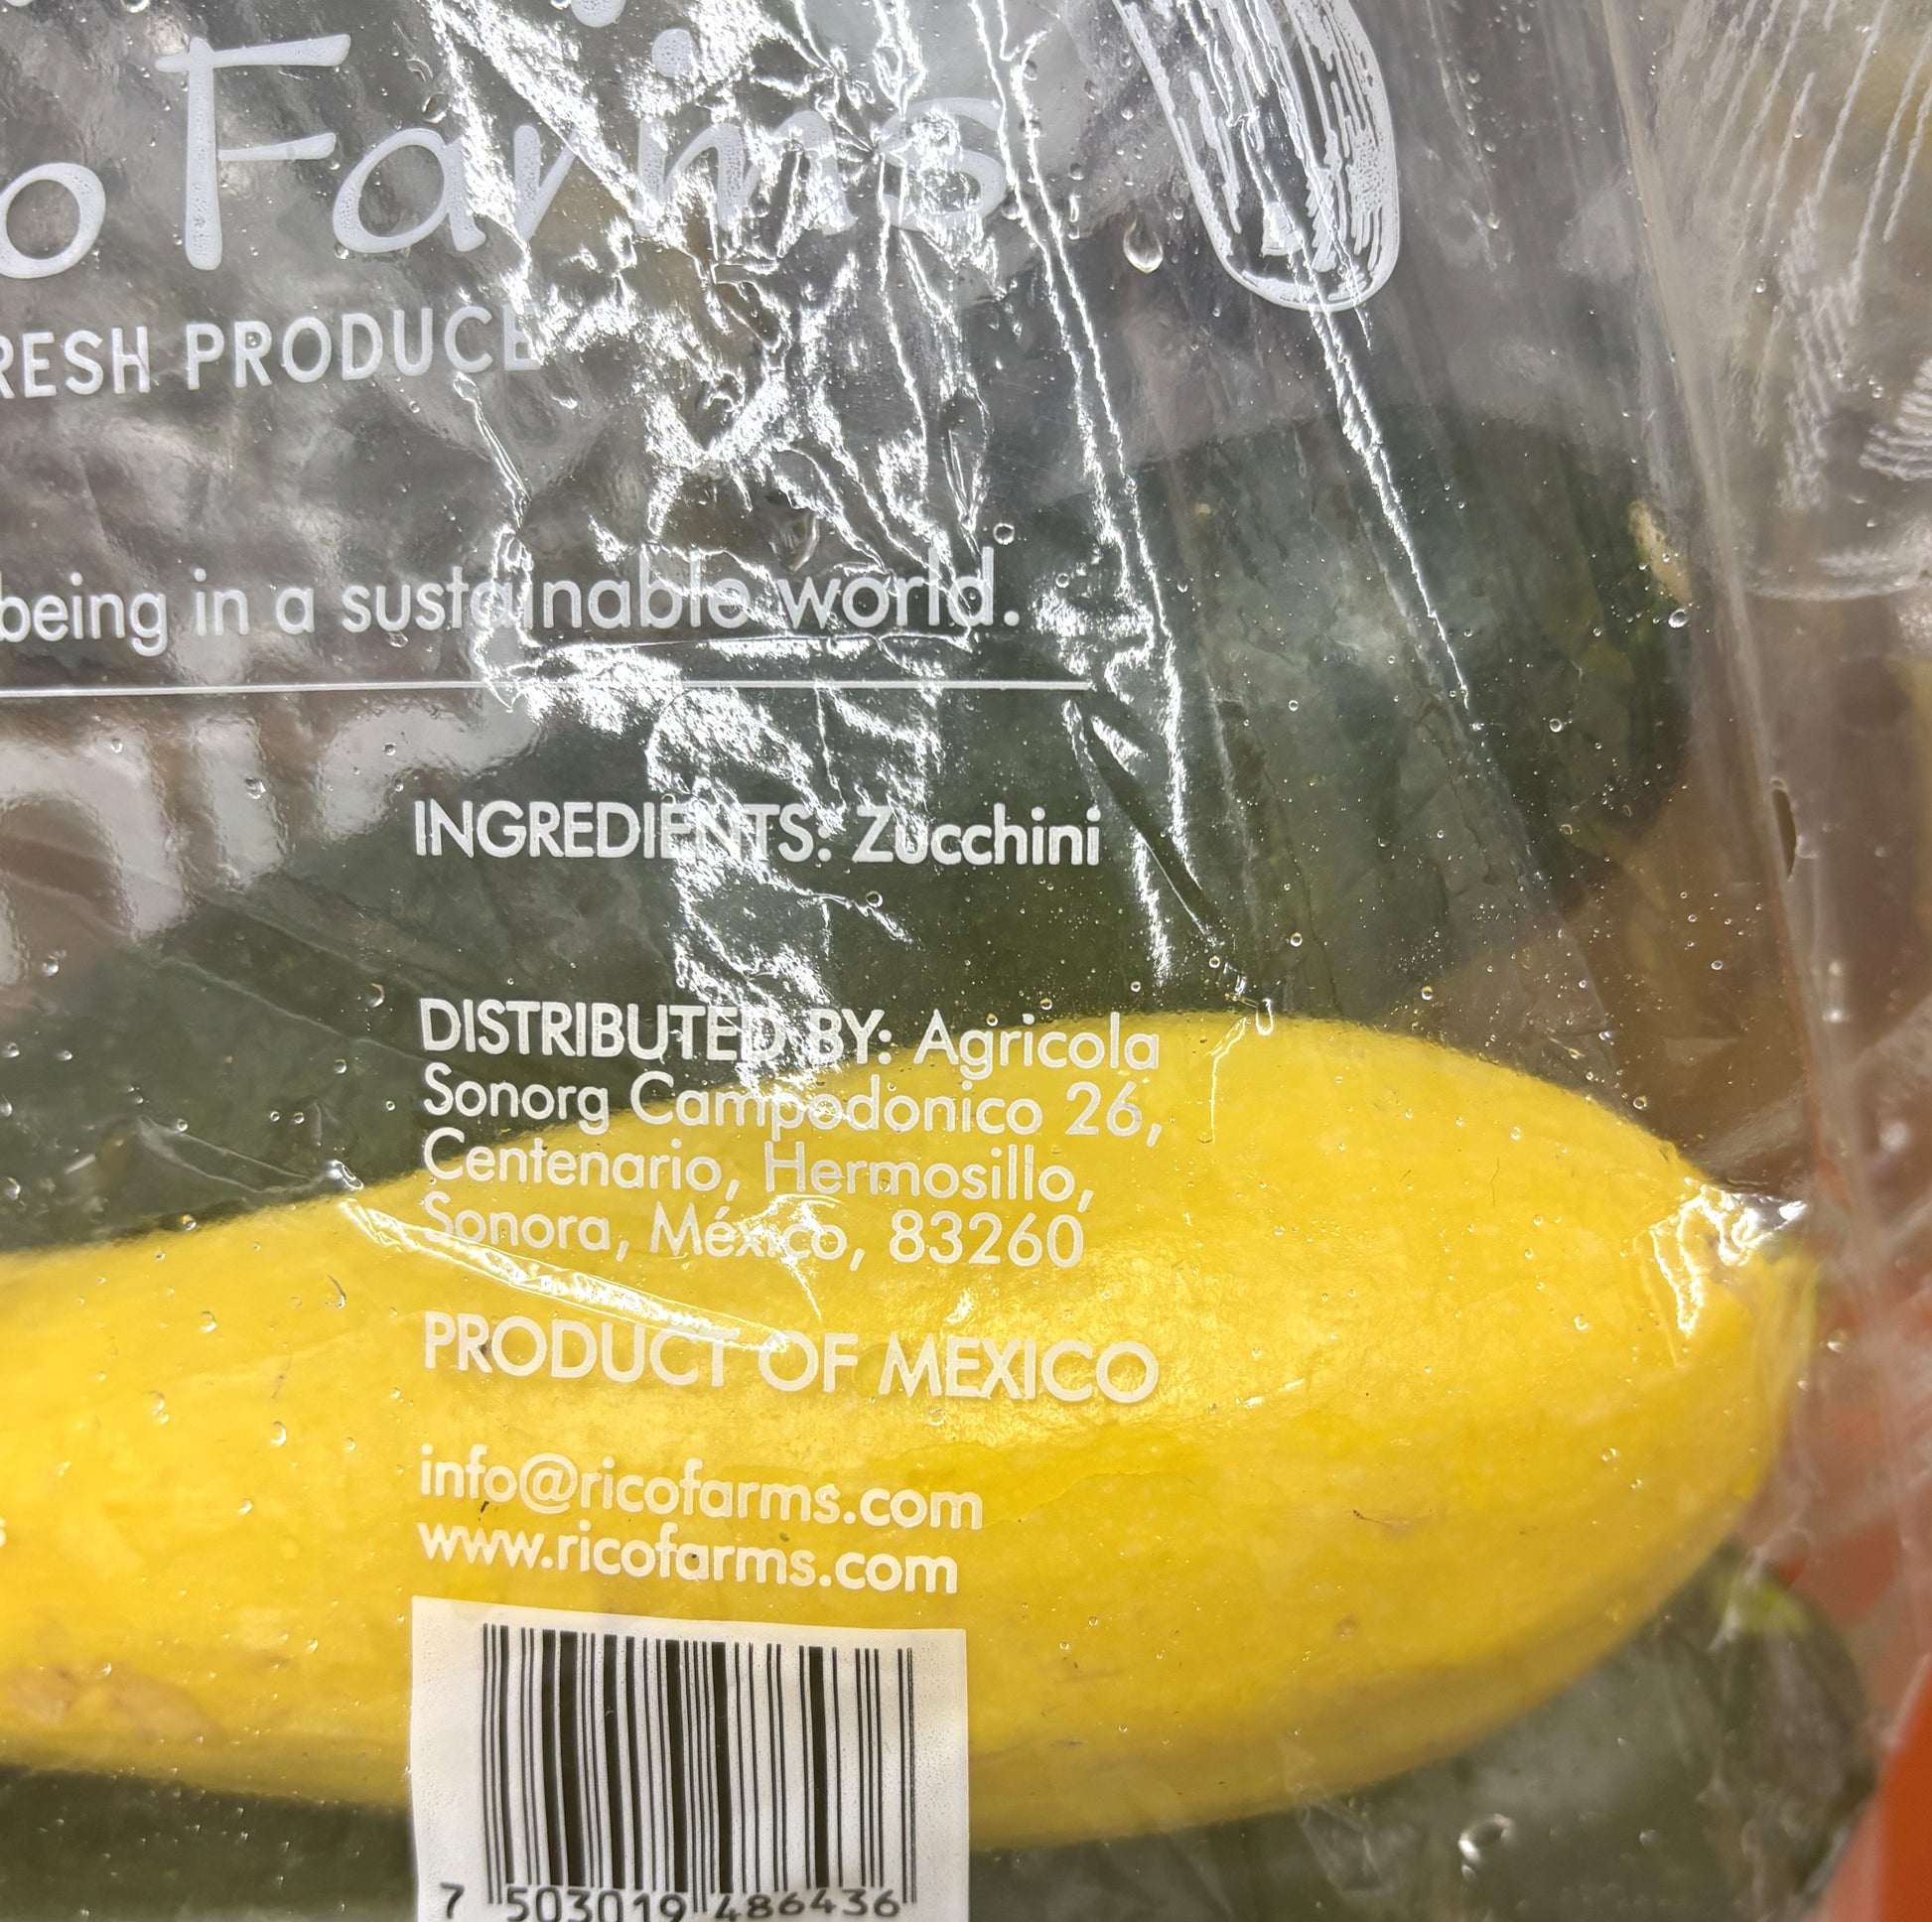 o Farms
RESH PRODUCE
being in a sustainable world.
INGREDIENTS: Zucchini
DISTRIBUTED BY: Agricola
Sonorg Campodonico 26,
Centenario, Hermosillo,
Sonora, México, 83260
PRODUCT OF MEXICO
info@ricofarms.com
www.ricofarms.com
7 503019 486436